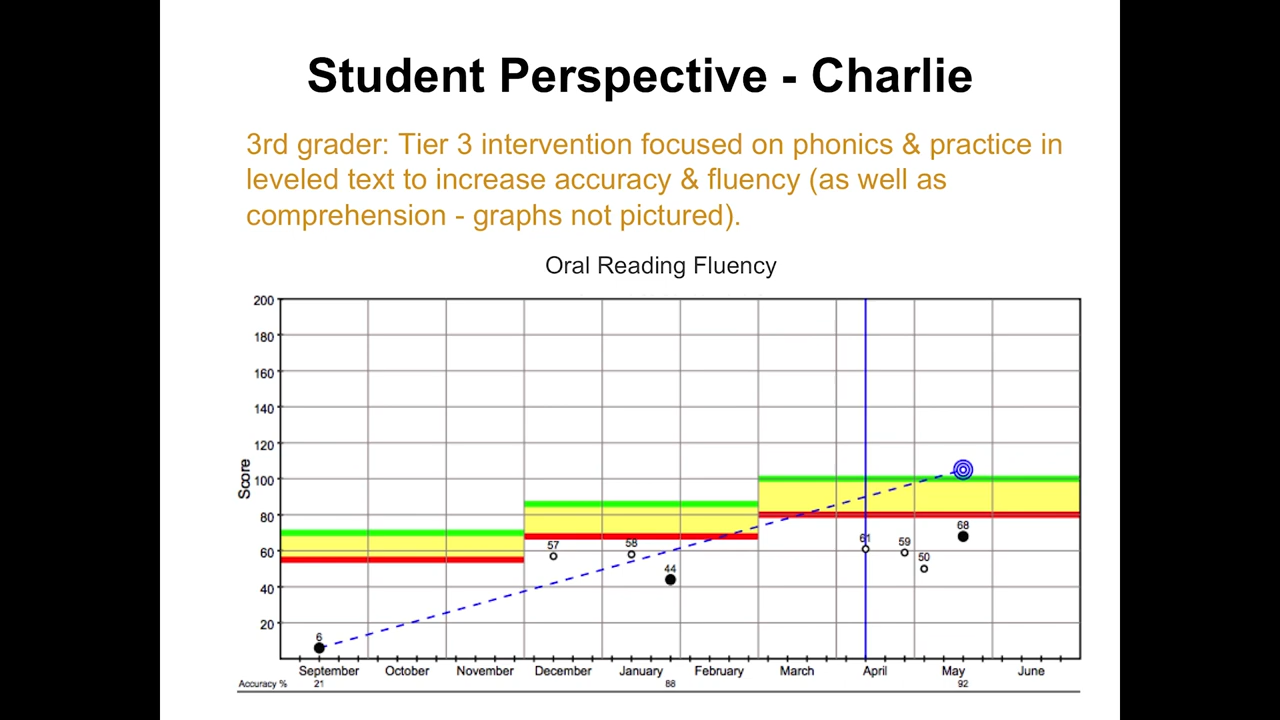 Student Perspective - Charlie
3rd grader: Tier 3 intervention focused on phonics & practice in
leveled text to increase accuracy & fluency (as well as
comprehension - graphs not pictured).
Oral Reading Fluency
Score
200
180
160
140
120
100
80
60
40
20
6
57
58
44
61
59
50
68
September October November December January February March April May June
Accuracy % 21 88 92